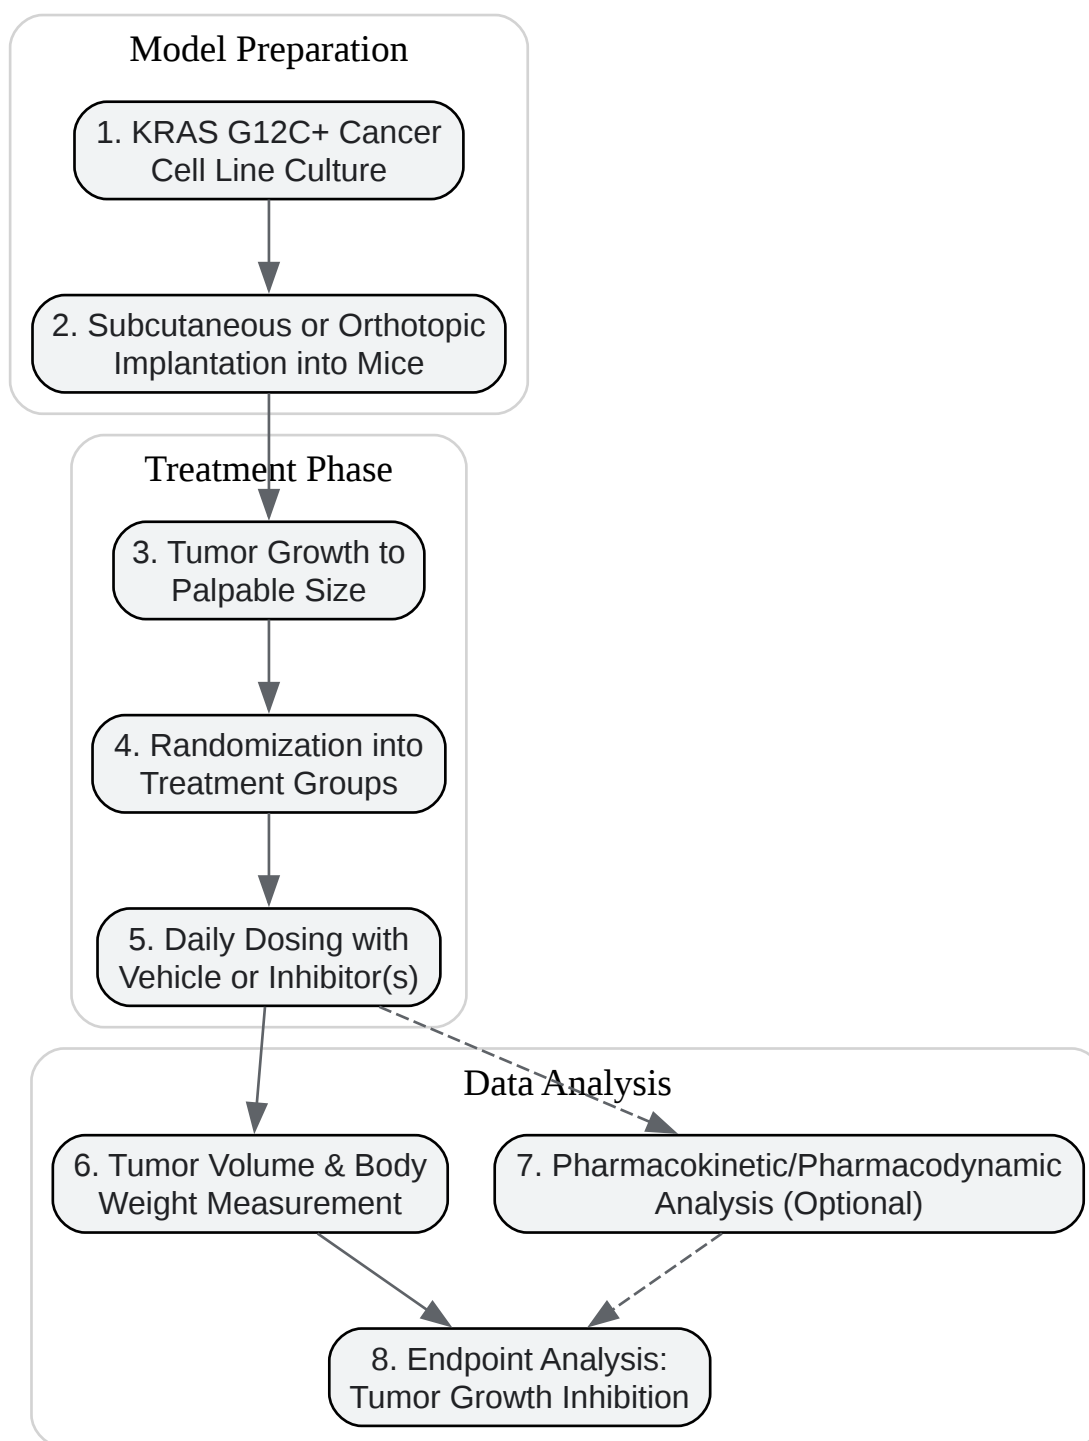 Model Preparation
1. KRAS G12C+ Cancer
Cell Line Culture
2. Subcutaneous or Orthotopic
Implantation into Mice
Treatment Phase
3. Tumor Growth to
Palpable Size
4. Randomization into
Treatment Groups
5. Daily Dosing with
Vehicle or Inhibitor(s)
Data Analysis
6. Tumor Volume & Body
Weight Measurement
7. Pharmacokinetic/Pharmacodynamic
Analysis (Optional)
8. Endpoint Analysis:
Tumor Growth Inhibition